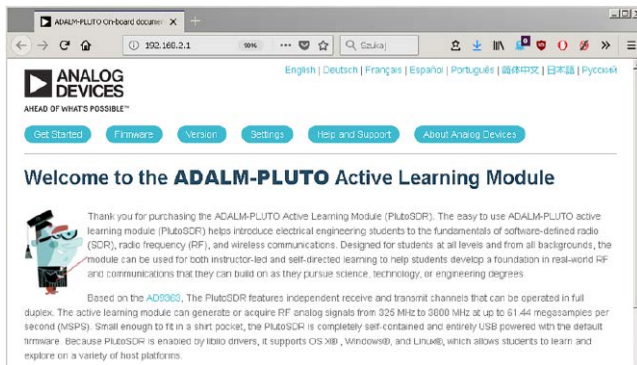 ADALM-PLUTO On-board documen
192.168.2.1
90%
Szukaj
ANALOG
DEVICES
AHEAD OF WHAT'S POSSIBLE™
English | Deutsch | Français | Español | Português | 简体中文 | 日本語 | Русский
Get Started
Firmware
Version
Settings
Help and Support
About Analog Devices
Welcome to the ADALM-PLUTO Active Learning Module
Thank you for purchasing the ADALM-PLUTO Active Learning Module (PlutoSDR). The easy to use ADALM-PLUTO active
learning module (PlutoSDR) helps introduce electrical engineering students to the fundamentals of software-defined radio
(SDR), radio frequency (RF), and wireless communications. Designed for students at all levels and from all backgrounds, the
module can be used for both instructor-led and self-directed learning to help students develop a foundation in real-world RF
and communications that they can build on as they pursue science, technology, or engineering degrees.
Based on the AD9363, The PlutoSDR features independent receive and transmit channels that can be operated in full
duplex. The active learning module can generate or acquire RF analog signals from 325 MHz to 3800 MHz at up to 61.44 megasamples per
second (MSPS). Small enough to fit in a shirt pocket, the PlutoSDR is completely self-contained and entirely USB powered with the default
firmware. Because PlutoSDR is enabled by libiio drivers, it supports OS X®, Windows®, and Linux®, which allows students to learn and
explore on a variety of host platforms.